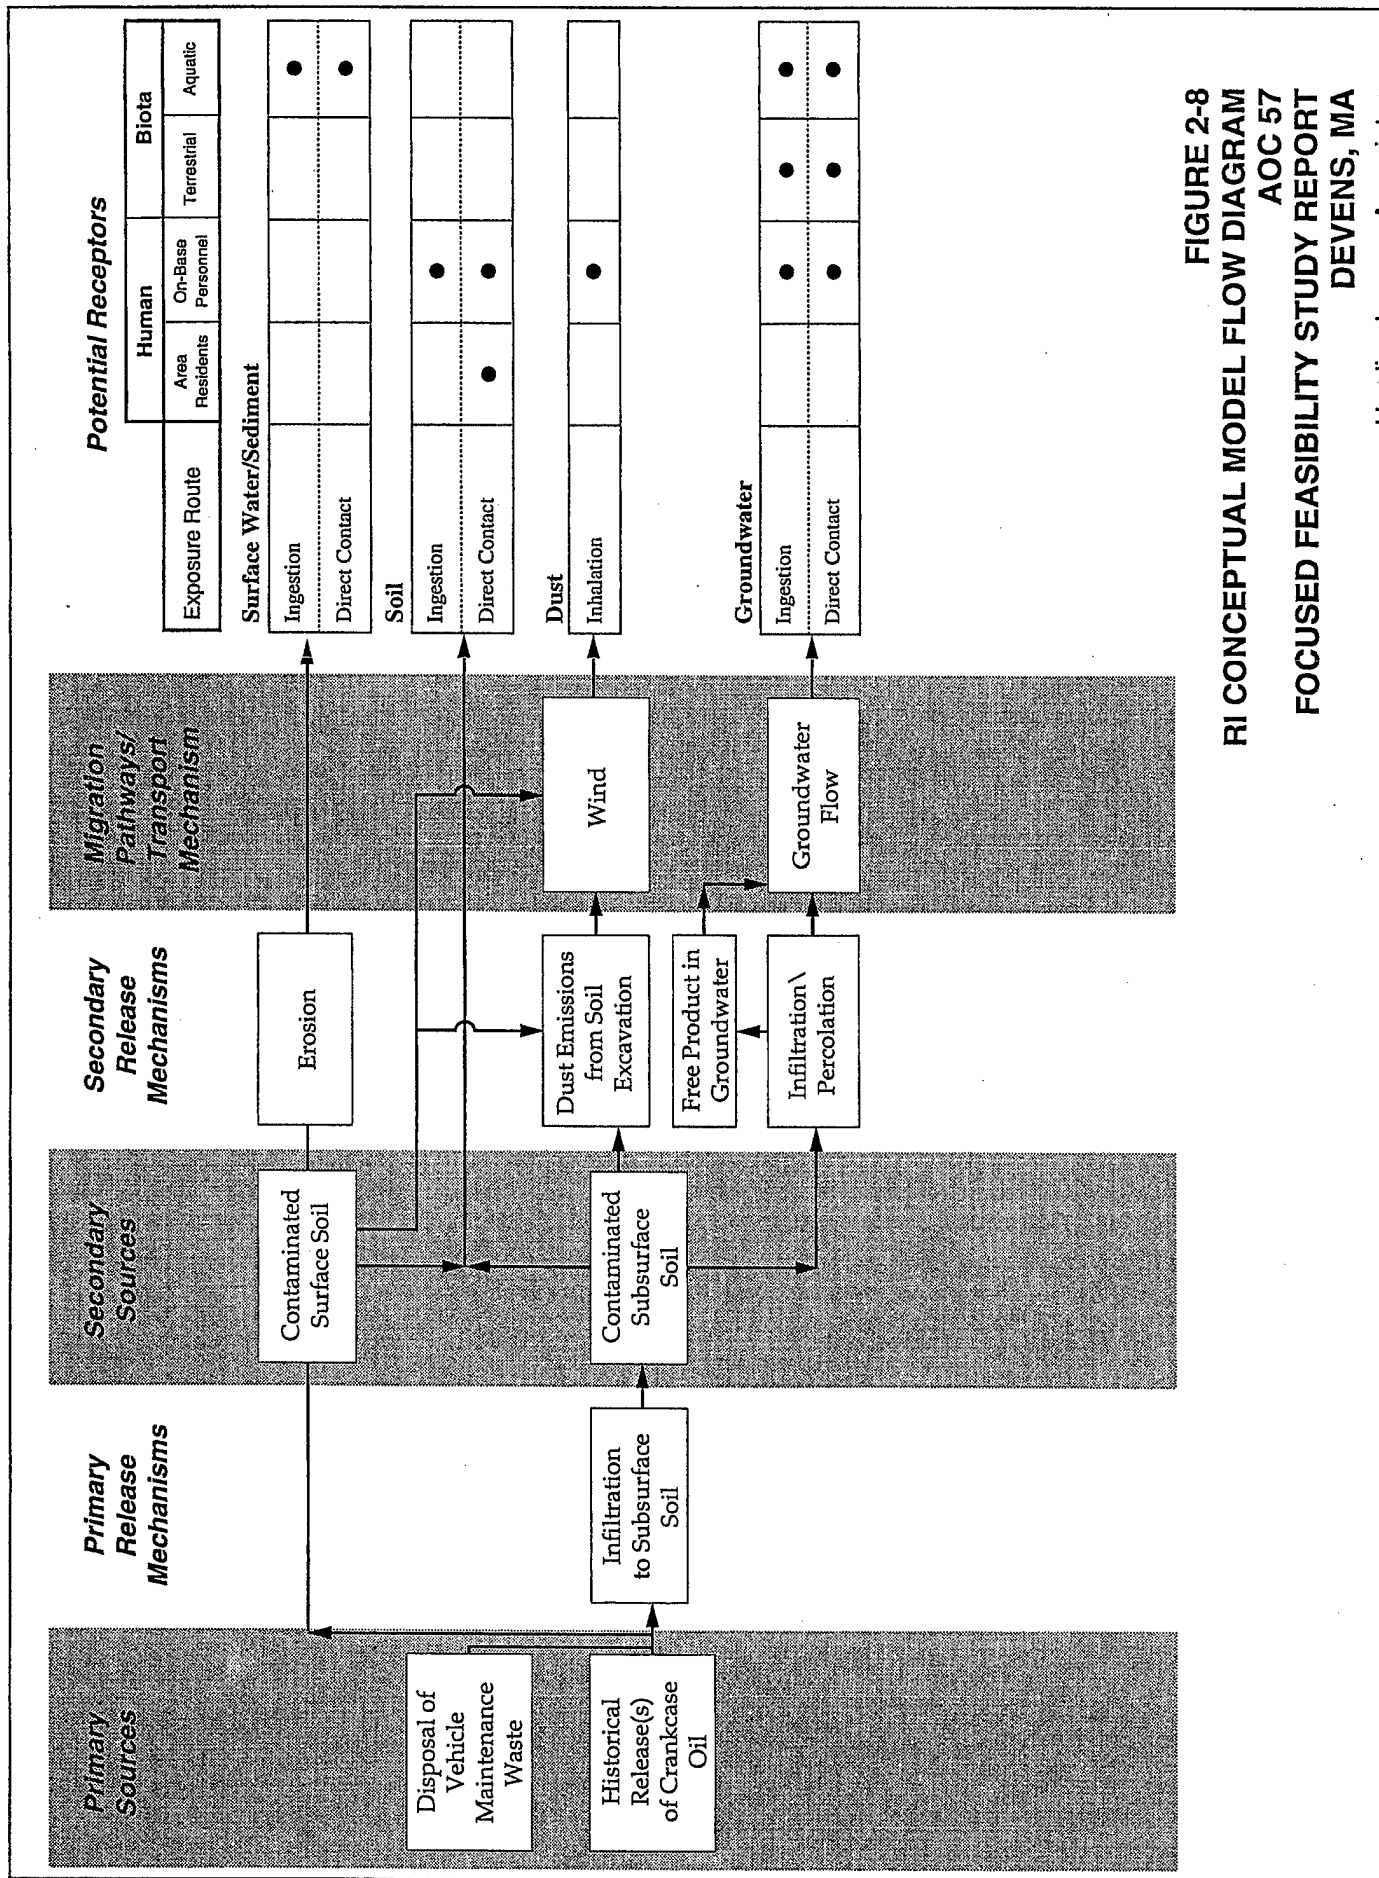 Primary
Sources
Primary
Release
Mechanisms
Secondary
Sources
Secondary
Release
Mechanisms
Migration
Pathways/
Transport
Mechanism
Potential Receptors
Human
Biota
Exposure Route
Area
Residents
On-Base
Personnel
Terrestrial
Aquatic
Disposal of
Vehicle
Maintenance
Waste
Historical
Release(s)
of Crankcase
Oil
Infiltration
to Subsurface
Soil
Contaminated
Surface Soil
Contaminated
Subsurface
Soil
Erosion
Dust Emissions
from Soil
Excavation
Free Product in
Groundwater
Infiltration\
Percolation
Wind
Groundwater
Flow
Surface Water/Sediment
Ingestion
Direct Contact
Soil
Ingestion
Direct Contact
Dust
Inhalation
Groundwater
Ingestion
Direct Contact
FIGURE 2-8
RI CONCEPTUAL MODEL FLOW DIAGRAM
AOC 57
FOCUSED FEASIBILITY STUDY REPORT
DEVENS, MA